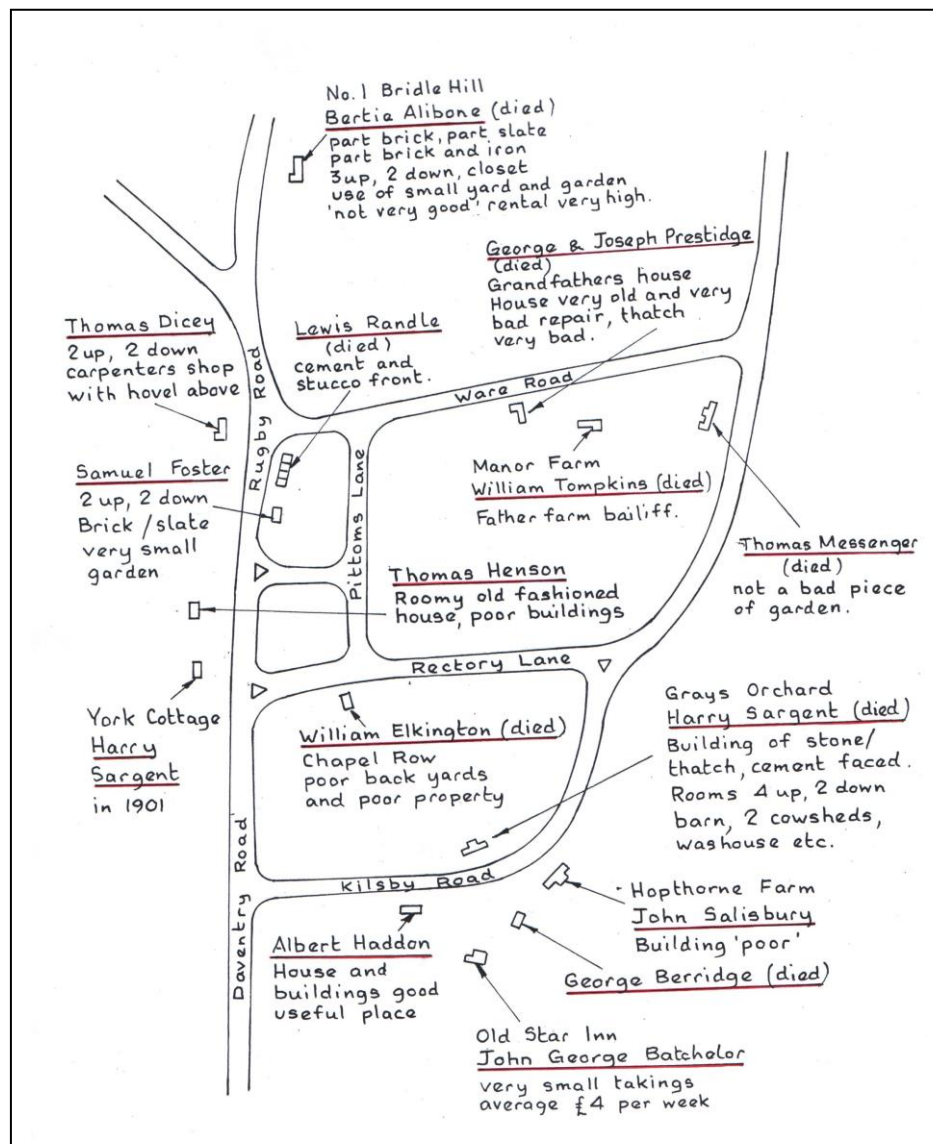 No. 1 Bridle Hill
Bertie Alibone (died)
part brick, part slate
part brick and iron
3up, 2 down, closet
use of small yard and garden
'not very good' rental very high.
George & Joseph Prestidge
(died)
Grandfathers house
House very old and very
bad repair, thatch
very bad.
Thomas Dicey
2 up, 2 down
carpenters shop
with hovel above
Lewis Randle
(died)
cement and
stucco front.
Rugby Road
Ware Road
Samuel Foster
2 up, 2 down
Brick / slate
very small
garden
Pittoms Lane
Manor Farm
William Tompkins (died)
Father farm bailiff.
Thomas Messenger
(died)
not a bad piece
of garden.
Thomas Henson
Roomy old fashioned
house, poor buildings
Rectory Lane
York Cottage
Harry
Sargent
in 1901
William Elkington (died)
Chapel Row
poor back yards
and poor property
Grays Orchard
Harry Sargent (died)
Building of stone/
thatch, cement faced.
Rooms 4 up, 2 down
barn, 2 cowsheds,
washouse etc.
Daventry Road
Kilsby Road
Hopthorne Farm
John Salisbury
Building 'poor'
Albert Haddon
House and
buildings good
useful place
George Berridge (died)
Old Star Inn
John George Batchelor
very small takings
average £4 per week